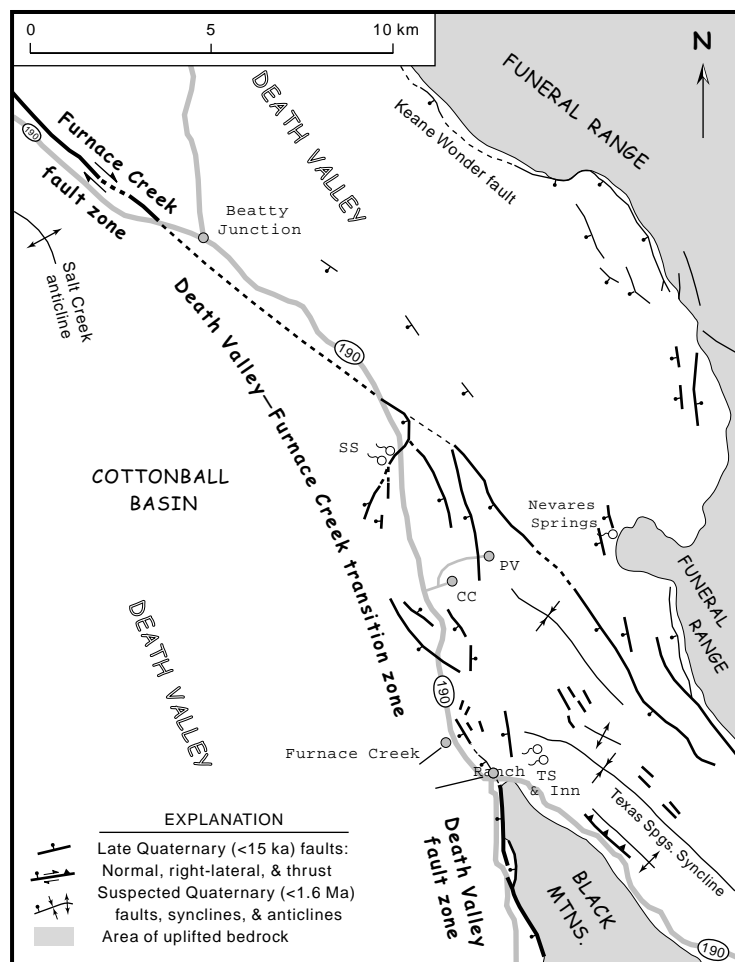 0
5
10 km
N
FUNERAL RANGE
DEATH VALLEY
Keane Wonder fault
190
Furnace Creek
fault zone
Beatty
Junction
Salt Creek
anticline
Death Valley—Furnace Creek transition zone
190
SS
COTTONBALL
BASIN
Nevares
Springs
PV
CC
FUNERAL
RANGE
DEATH VALLEY
190
Furnace Creek
Ranch
TS
& Inn
Texas Spgs. Syncline
Death Valley
fault zone
BLACK
MTNS.
190
EXPLANATION
Late Quaternary (<15 ka) faults:
Normal, right-lateral, & thrust
Suspected Quaternary (<1.6 Ma)
faults, synclines, & anticlines
Area of uplifted bedrock